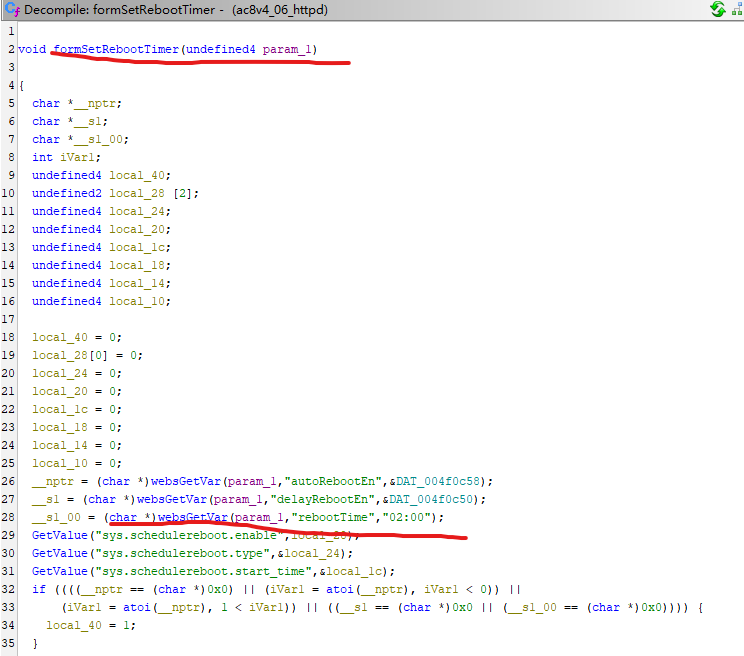 Decompile: formSetRebootTimer - (ac8v4_06_httpd)
1
2 void formSetRebootTimer(undefined4 param_1)
3
4 {
5 char *__nptr;
6 char *__s1;
7 char *__s1_00;
8 int iVar1;
9 undefined4 local_40;
10 undefined2 local_28 [2];
11 undefined4 local_24;
12 undefined4 local_20;
13 undefined4 local_1c;
14 undefined4 local_18;
15 undefined4 local_14;
16 undefined4 local_10;
17
18 local_40 = 0;
19 local_28[0] = 0;
20 local_24 = 0;
21 local_20 = 0;
22 local_1c = 0;
23 local_18 = 0;
24 local_14 = 0;
25 local_10 = 0;
26 __nptr = (char *)websGetVar(param_1,"autoRebootEn",&DAT_004f0c58);
27 __s1 = (char *)websGetVar(param_1,"delayRebootEn",&DAT_004f0c50);
28 __s1_00 = (char *)websGetVar(param_1,"rebootTime","02:00");
29 GetValue("sys.schedulereboot.enable",local_28);
30 GetValue("sys.schedulereboot.type",&local_24);
31 GetValue("sys.schedulereboot.start_time",&local_1c);
32 if ((((__nptr == (char *)0x0) || (iVar1 = atoi(__nptr), iVar1 < 0)) ||
33 (iVar1 = atoi(__nptr), 1 < iVar1)) || ((__s1 == (char *)0x0 || (__s1_00 == (char *)0x0)))) {
34 local_40 = 1;
35 }